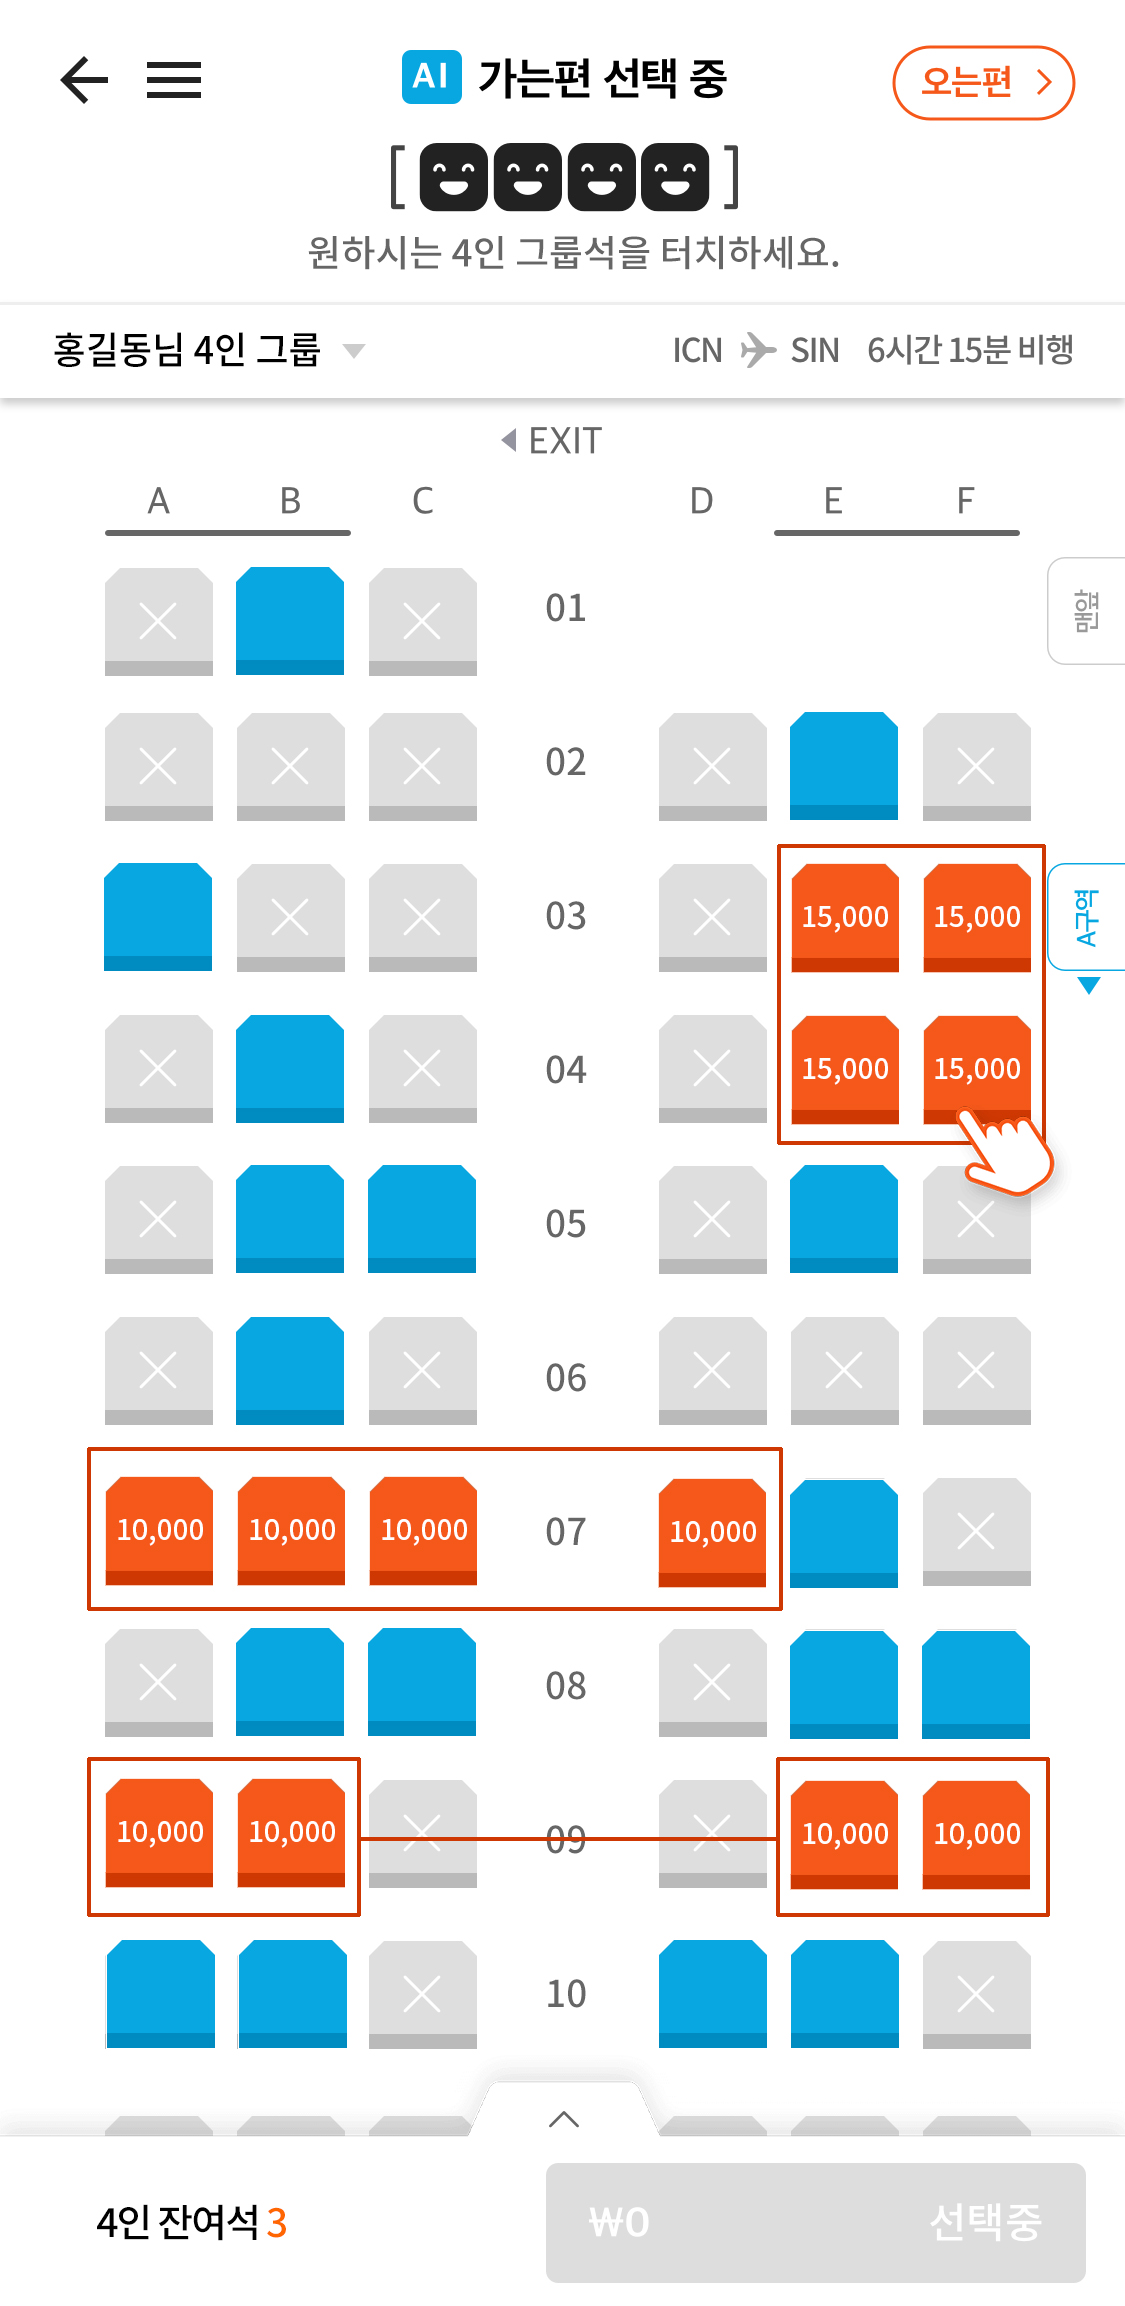 AI 가는편 선택 중 오는편
원하시는 4인 그룹석을 터치하세요.
홍길동님 4인 그룹 ICN SIN 6시간 15분 비행
EXIT
A B C D E F
01
맨앞
02
03 15,000 15,000
A구역
04 15,000 15,000
05
06
10,000 10,000 10,000 07 10,000
08
10,000 10,000 09 10,000 10,000
10
4인 잔여석 3 ₩0 선택중